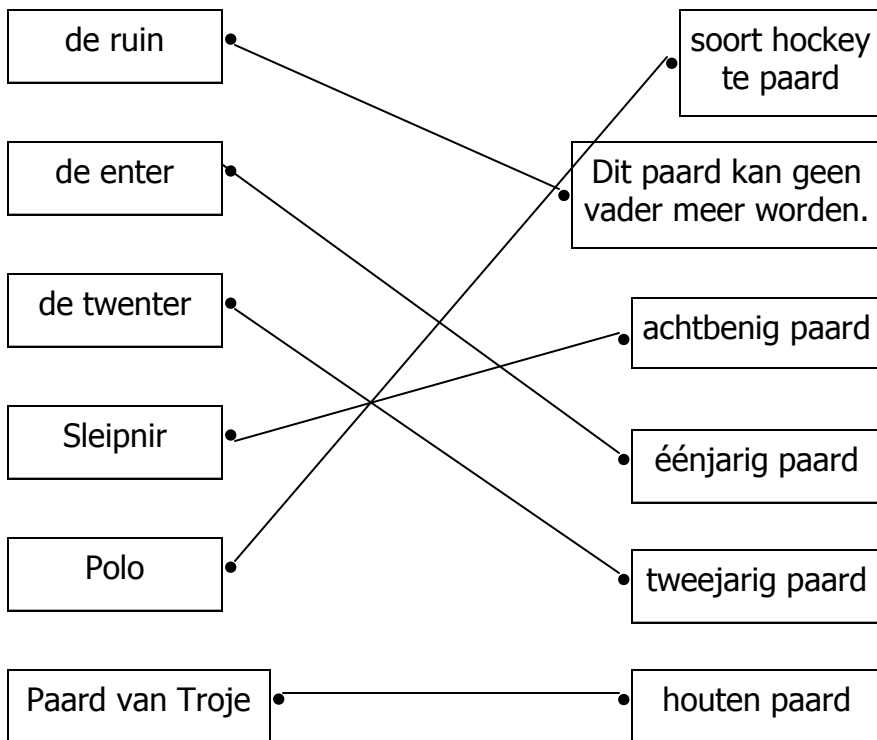 de ruin
soort hockey
te paard
de enter
Dit paard kan geen
vader meer worden.
de twenter
achtbenig paard
Sleipnir
éénjarig paard
Polo
tweejarig paard
Paard van Troje
houten paard